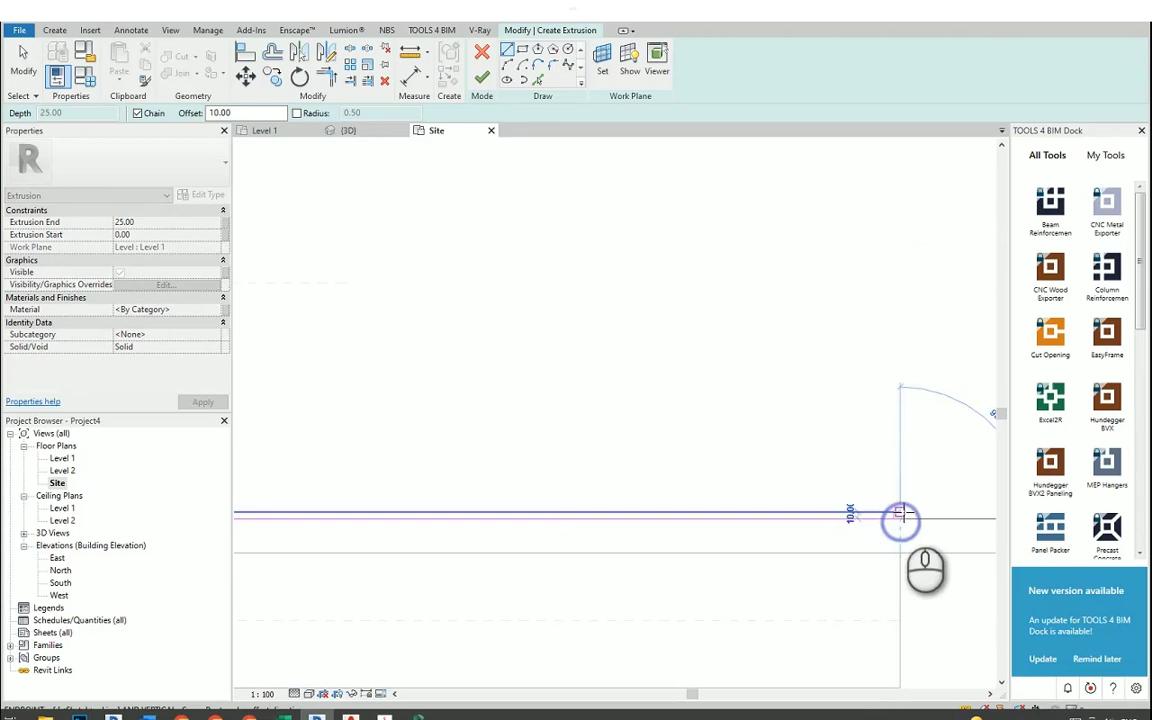 File Create Insert Annotate View Manage Add-Ins Enscape™ Lumion® NBS TOOLS 4 BIM V-Ray Modify | Create Extrusion
Modify Paste Cut Join Set Show Viewer
Select Properties Clipboard Geometry Modify Measure Create Mode Draw Work Plane
Depth 25.00 Chain Offset: 10.00 Radius: 0.50
Properties Level 1 {3D} Site TOOLS 4 BIM Dock
All Tools My Tools
R
Extrusion Edit Type
Constraints
Extrusion End 25.00
Extrusion Start 0.00
Work Plane Level : Level 1
Graphics
Visible
Visibility/Graphics Overrides Edit...
Materials and Finishes
Material <By Category>
Identity Data
Subcategory <None>
Solid/Void Solid
Properties help Apply
Project Browser - Project4
Views (all)
Floor Plans
Level 1
Level 2
Site
Ceiling Plans
Level 1
Level 2
3D Views
Elevations (Building Elevation)
East
North
South
West
Legends
Schedules/Quantities (all)
Sheets (all)
Families
Groups
Revit Links
10.00
1 : 100
Beam Reinforcemen CNC Metal Exporter
CNC Wood Exporter Column Reinforcemen
Cut Opening EasyFrame
Excel2R Hundegger BVX
Hundegger BVX2 Paneling MEP Hangers
Panel Packer Precast Concrete
New version available
An update for TOOLS 4 BIM
Dock is available!
Update Remind later